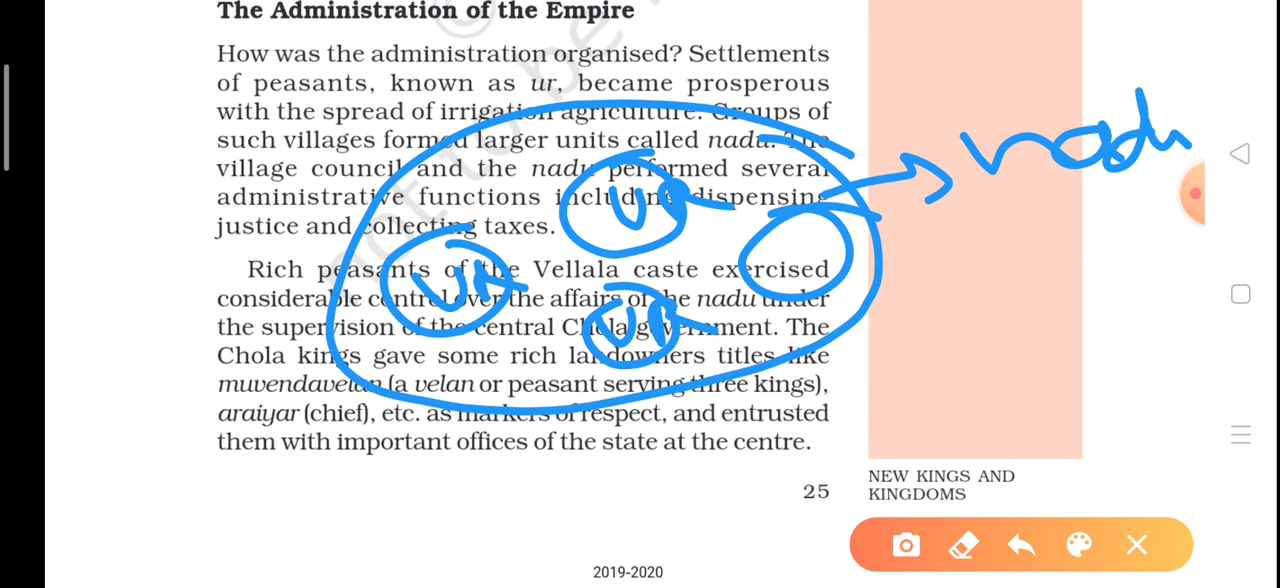 The Administration of the Empire
How was the administration organised? Settlements
of peasants, known as ur, became prosperous
with the spread of irrigation agriculture. Groups of
such villages formed larger units called nadu. The
village council and the nadu performed several
administrative functions including dispensing
justice and collecting taxes.
Rich peasants of the Vellala caste exercised
considerable control over the affairs of the nadu under
the supervision of the central Chola government. The
Chola kings gave some rich landowners titles like
muvendavelan (a velan or peasant serving three kings),
araiyar (chief), etc. as markers of respect, and entrusted
them with important offices of the state at the centre.
nadu
UR
UR
UR
25
NEW KINGS AND
KINGDOMS
2019-2020